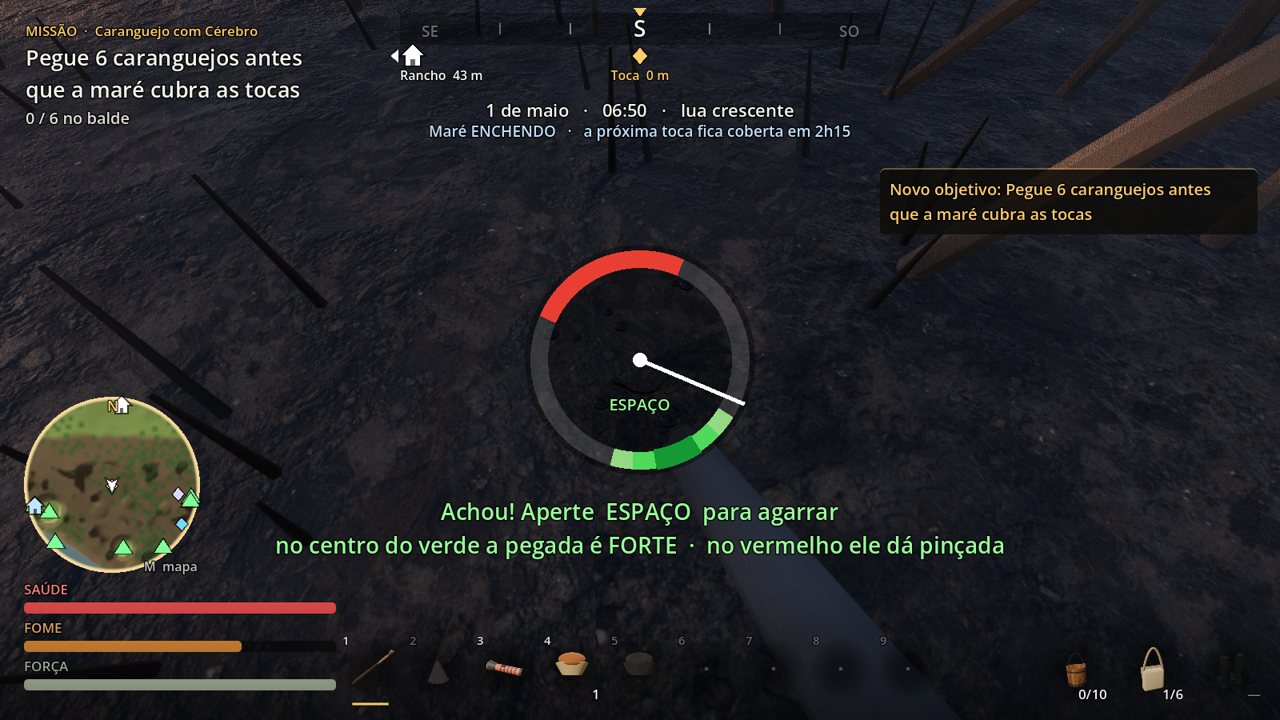 MISSÃO · Caranguejo com Cérebro
Pegue 6 caranguejos antes
que a maré cubra as tocas
0 / 6 no balde
SE
S
SO
Rancho 43 m
Toca 0 m
1 de maio · 06:50 · lua crescente
Maré ENCHENDO · a próxima toca fica coberta em 2h15
Novo objetivo: Pegue 6 caranguejos antes
que a maré cubra as tocas
ESPAÇO
Achou! Aperte ESPAÇO para agarrar
no centro do verde a pegada é FORTE · no vermelho ele dá pinçada
N
M mapa
SAÚDE
FOME
FORÇA
1 2 3 4 5 6 7 8 9
1
0/10
1/6